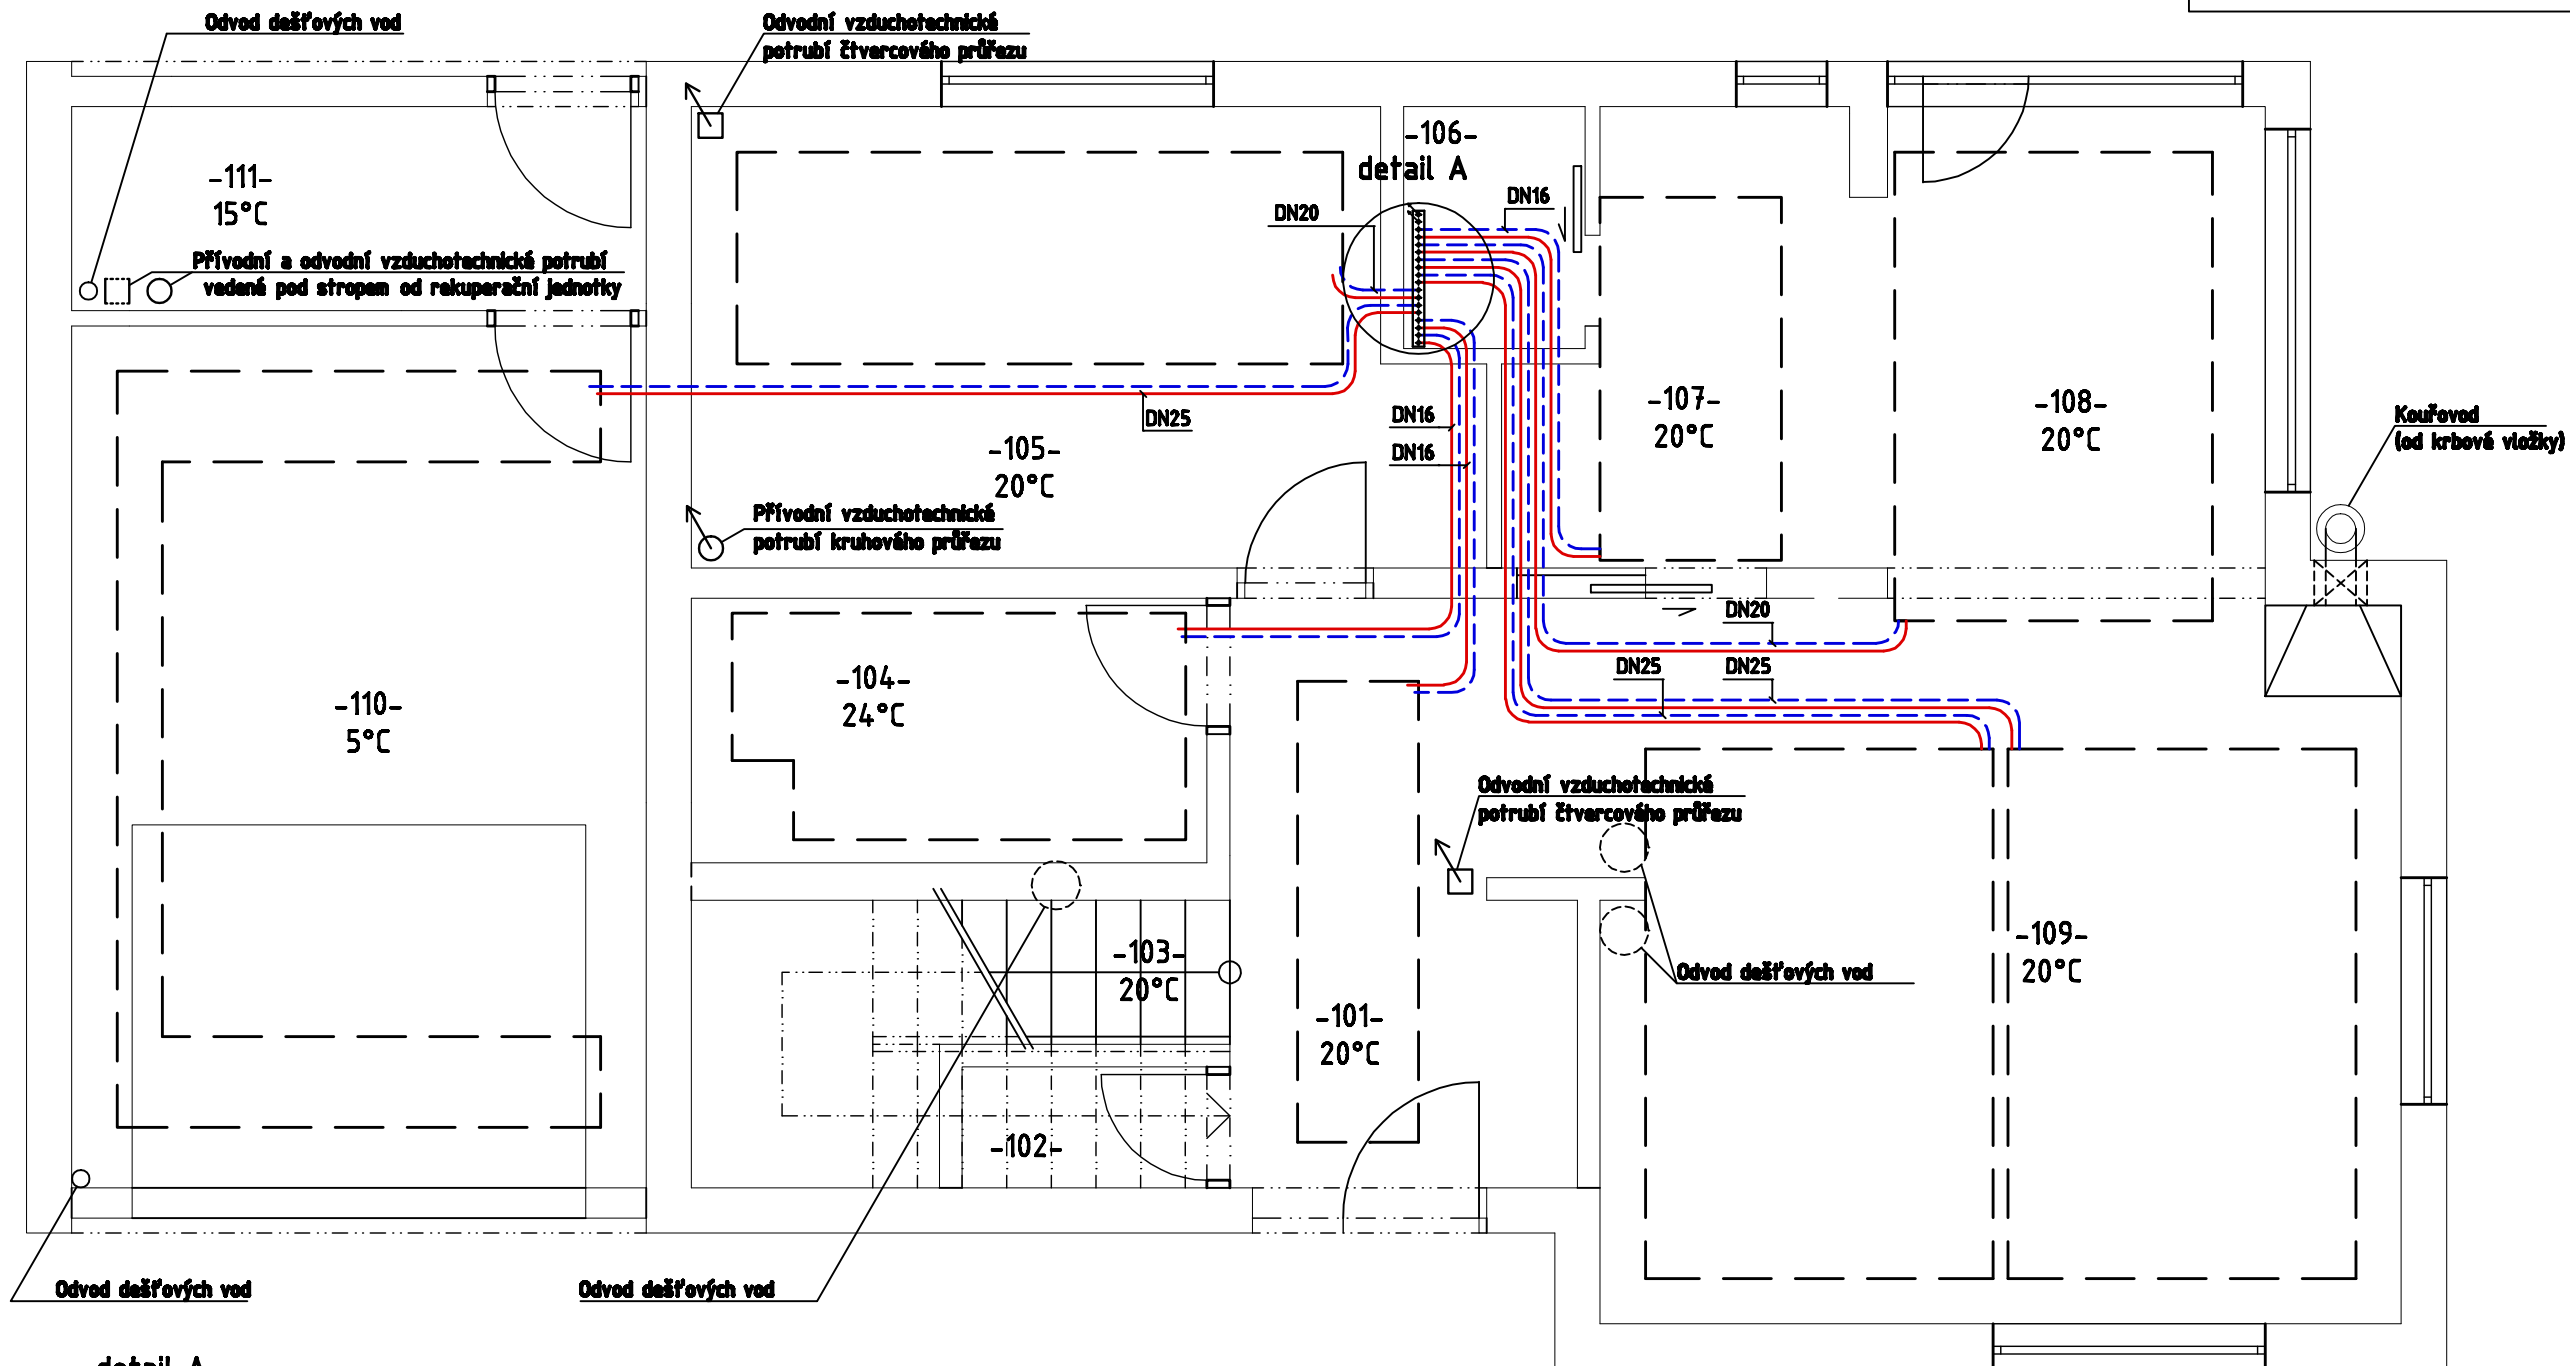 Odvod dešťových vod
Odvodní vzduchotechnické
potrubí čtvercového průřezu
-106-
detail A
-111-
15°C
DN16
DN20
Přívodní a odvodní vzduchotechnické potrubí
vedené pod stropem od rekuperační jednotky
-107-
20°C
-108-
20°C
DN25
DN16
DN16
Kouřovod
(od krbové vložky)
-105-
20°C
Přívodní vzduchotechnické
potrubí kruhového průřezu
DN20
DN25
DN25
-104-
24°C
-110-
5°C
Odvodní vzduchotechnické
potrubí čtvercového průřezu
-103-
20°C
-109-
20°C
Odvod dešťových vod
-101-
20°C
-102-
Odvod dešťových vod
Odvod dešťových vod
detail A